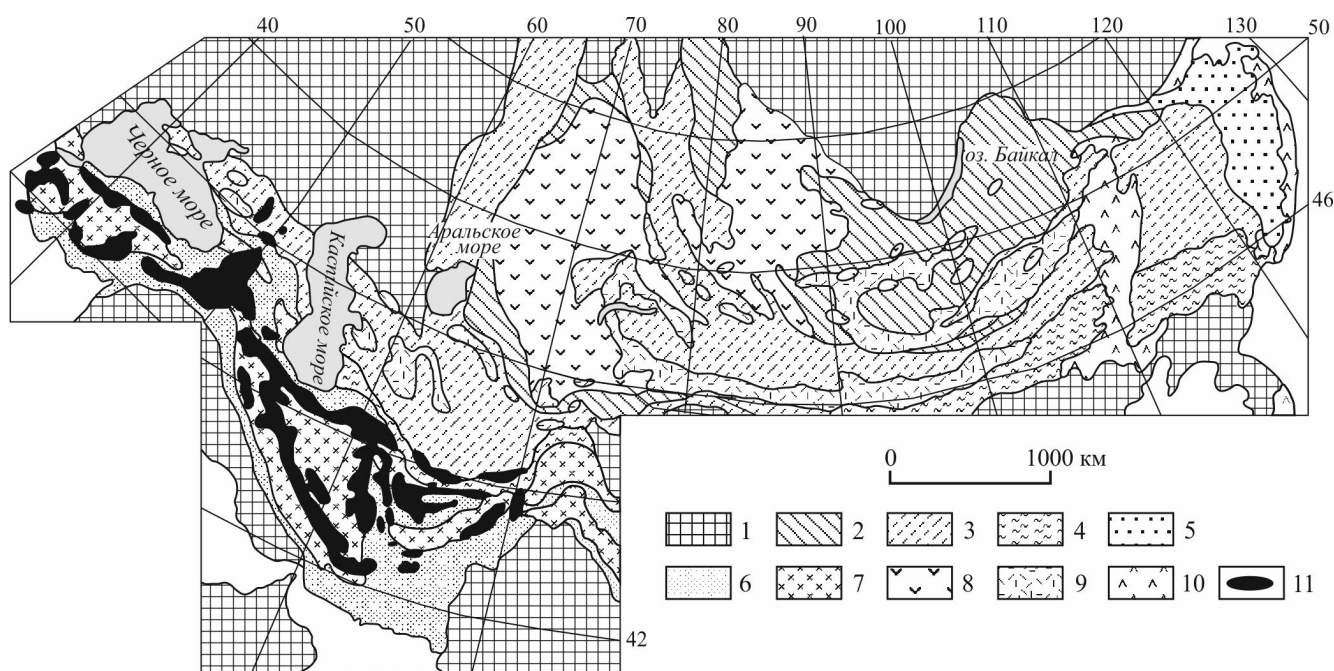 40 50 60 70 80 90 100 110 120 130 50
Черное море
оз. Байкал
46
Каспийское море
Аральское
море
0 1000 км
1 2 3 4 5
6 7 8 9 10 11
42